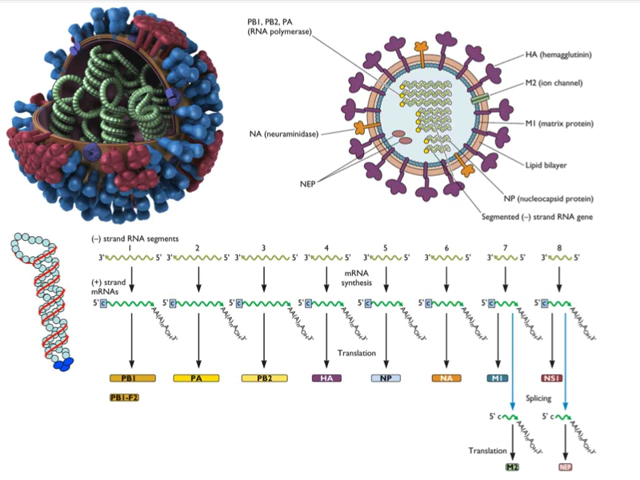 PB1, PB2, PA
(RNA polymerase)
HA (hemagglutinin)
M2 (ion channel)
M1 (matrix protein)
NA (neuraminidase)
Lipid bilayer
NEP
NP (nucleocapsid protein)
Segmented (–) strand RNA gene
(–) strand RNA segments
1 2 3 4 5 6 7 8
3' 5' 3' 5' 3' 5' 3' 5' 3' 5' 3' 5' 3' 5' 3' 5'
(+) strand
mRNAs
mRNA
synthesis
5' c 5' c 5' c 5' c 5' c 5' c 5' c 5' c
Translation
PB1 PA PB2 HA NP NA M1 NS1
PB1-F2
Splicing
5' c 5' c
Translation
M2 NEP